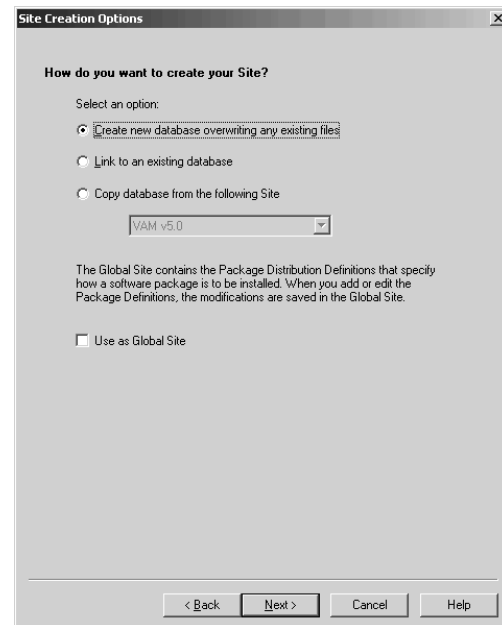 Site Creation Options
How do you want to create your Site?
Select an option:
Create new database overwriting any existing files
Link to an existing database
Copy database from the following Site
VAM v5.0
The Global Site contains the Package Distribution Definitions that specify
how a software package is to be installed. When you add or edit the
Package Definitions, the modifications are saved in the Global Site.
Use as Global Site
< Back
Next >
Cancel
Help